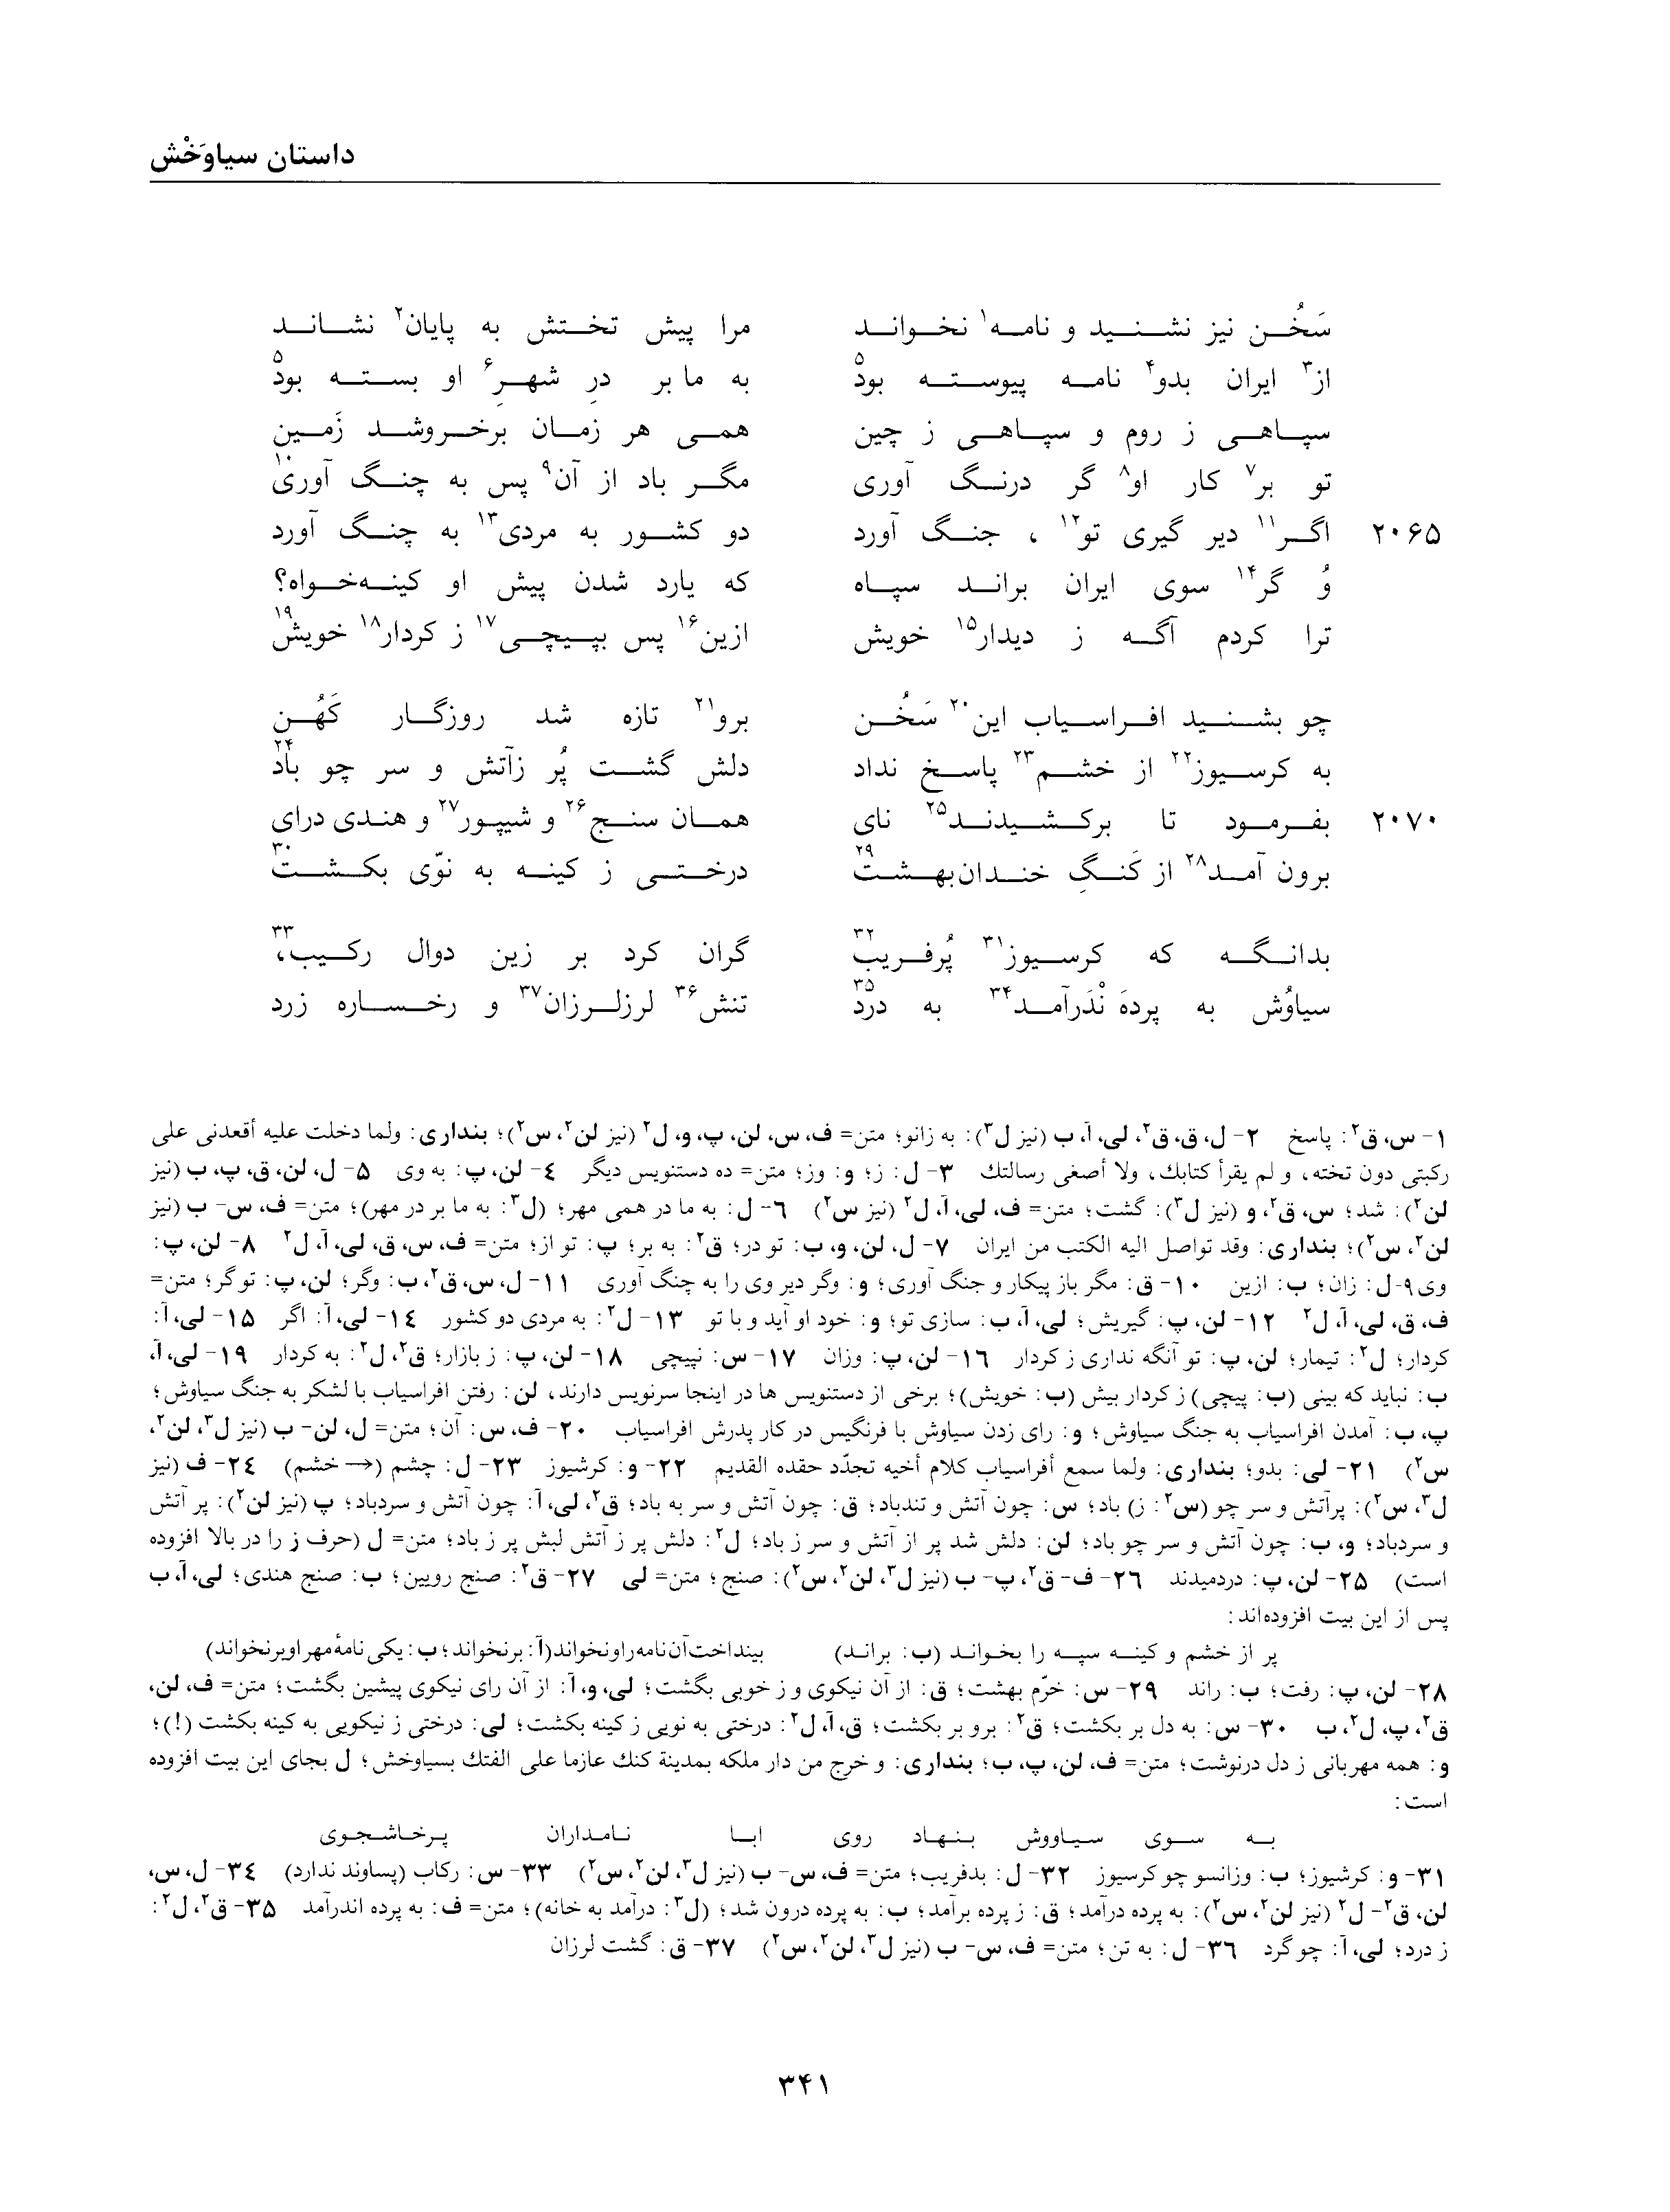 داستان سیاوَخْش
سَخُن نیز نشنید و نامه¹ نخواند مرا پیش تختش به پایان² نشاند
از³ ایران بدو⁴ نامه پیوسته بود⁵ به ما بر درِ شهرِ⁶ او بسته بود⁵
سپاهی ز روم و سپاهی ز چین همی هر زمان برخروشد زَمین
تو بر⁷ کار او⁸ گر درنگ آوری مگر باد از آن⁹ پس به چنگ آوری¹⁰
۲۰۶۵ اگر¹¹ دیر گیری تو¹²، جنگ آورد دو کشور به مردی¹³ به چنگ آورد
وُ گر¹⁴ سوی ایران براند سپاه که یارد شدن پیش او کینه‌خواه؟
ترا کردم آگه ز دیدار¹⁵ خویش ازین¹⁶ پس بپیچی¹⁷ ز کردار¹⁸ خویش¹⁹
چو بشنید افراسیاب این²⁰ سَخُن برو²¹ تازه شد روزگار کَهُن
به کرسیوز²² از خشم²³ پاسخ نداد دلش گشت پُر زآتش و سر چو باد²⁴
۲۰۷۰ بفرمود تا برکشیدند²⁵ نای همان سنج²⁶ و شیپور²⁷ و هندی درای
برون آمد²⁸ از کَنگِ خندان‌بهشت²⁹ درختی ز کینه به نوّی بکشت³⁰
بدانگه که کرسیوز³¹ پُرفریب³² گران کرد بر زین دوال رکیب،³³
سیاوُش به پردهَ نْدَرآمد³⁴ به درد³⁵ تنش³⁶ لرزلرزان³⁷ و رخساره زرد
۱- س، ق²: پاسخ ۲- ل، ق، ق²، لی، آ، ب (نیز ل³): به زانو؛ متن= ف، س، لن، پ، و، ل² (نیز لن²، س²)؛ بنداری: ولما دخلت علیه أقعدنی علی
رکبتی دون تخته، و لم یقرأ کتابك، ولا أصغی رسالتك ۳- ل: ز؛ و: وز؛ متن= ده دستنویس دیگر ٤- لن، پ: به وی ۵- ل، لن، ق، پ، ب (نیز
لن²): شد؛ س، ق²، و (نیز ل³): گشت؛ متن= ف، لی، آ، ل² (نیز س²) ٦- ل: به ما در همی مهر؛ (ل³: به ما بر در مهر)؛ متن= ف، س- ب (نیز
لن²، س²)؛ بنداری: وقد تواصل الیه الکتب من ایران ۷- ل، لن، و، ب: تو در؛ ق²: به بر؛ پ: تو از؛ متن= ف، س، ق، لی، آ، ل² ۸- لن، پ:
وی ۹-ل: زان؛ ب: ازین ۱۰- ق: مگر باز پیکار و جنگ آوری؛ و: وگر دیر وی را به چنگ آوری ۱۱- ل، س، ق²، ب: وگر؛ لن، پ: تو گر؛ متن=
ف، ق، لی، آ، ل² ۱۲- لن، پ: گیریش؛ لی، آ، ب: سازی تو؛ و: خود او آید و با تو ۱۳- ل²: به مردی دو کشور ۱٤- لی، آ: اگر ۱۵- لی، آ:
کردار؛ ل²: تیمار؛ لن، پ: تو آنگه نداری ز کردار ۱٦- لن، پ: وزان ۱۷- س: نپیچی ۱۸- لن، پ: ز بازار؛ ق²، ل²: به کردار ۱۹- لی، آ،
ب: نباید که بینی (ب: پیچی) ز کردار بیش (ب: خویش)؛ برخی از دستنویس ها در اینجا سرنویس دارند، لن: رفتن افراسیاب با لشکر به جنگ سیاوش؛
پ، ب: آمدن افراسیاب به جنگ سیاوش؛ و: رای زدن سیاوش با فرنگیس در کار پدرش افراسیاب ۲۰- ف، س: آن؛ متن= ل، لن- ب (نیز ل³، لن²،
س²) ۲۱- لی: بدو؛ بنداری: ولما سمع أفراسیاب کلام أخیه تجدّد حقده القدیم ۲۲- و: کرشیوز ۲۳- ل: چشم (→ خشم) ۲٤- ف (نیز
ل³، س²): پرآتش و سر چو (س²: ز) باد؛ س: چون آتش و تندباد؛ ق: چون آتش و سر به باد؛ ق²، لی، آ: چون آتش و سردباد؛ پ (نیز لن²): پر آتش
و سردباد؛ و، ب: چون آتش و سر چو باد؛ لن: دلش شد پر از آتش و سر ز باد؛ ل²: دلش پر ز آتش لبش پر ز باد؛ متن= ل (حرف ز را در بالا افزوده
است) ۲۵- لن، پ: دردمیدند ۲٦- ف- ق²، پ- ب (نیز ل³، لن²، س²): صنج؛ متن= لی ۲۷- ق²: صنج رویین؛ ب: صنج هندی؛ لی، آ، ب
پس از این بیت افزوده‌اند:
پر از خشم و کینه سپه را بخواند (ب: براند) بینداخت آن نامه را و نخواند (آ: برنخواند؛ ب: یکی نامهٔ مهر او برنخواند)
۲۸- لن، پ: رفت؛ ب: راند ۲۹- س: خرّم بهشت؛ ق: از آن نیکوی و ز خوبی بگشت؛ لی، و، آ: از آن رای نیکوی پیشین بگشت؛ متن= ف، لن،
ق²، پ، ل²، ب ۳۰- س: به دل بر بکشت؛ ق²: برو بر بکشت؛ ق، آ، ل²: درختی به نویی ز کینه بکشت؛ لی: درختی ز نیکویی به کینه بکشت (!)؛
و: همه مهربانی ز دل درنوشت؛ متن= ف، لن، پ، ب؛ بنداری: و خرج من دار ملکه بمدینة کنك عازما علی الفتك بسیاوخش؛ ل بجای این بیت افزوده
است:
به سوی سیاووش بنهاد روی ابا نامداران پرخاشجوی
۳۱- و: کرشیوز؛ ب: وزانسو چو کرسیوز ۳۲- ل: بدفریب؛ متن= ف، س- ب (نیز ل³، لن²، س²) ۳۳- س: رکاب (پساوند ندارد) ۳٤- ل، س،
لن، ق²- ل² (نیز لن²، س²): به پرده درآمد؛ ق: ز پرده برآمد؛ ب: به پرده درون شد؛ (ل³: درآمد به خانه)؛ متن= ف: به پرده اندرآمد ۳۵- ق²، ل²:
ز درد؛ لی، آ: چو گرد ۳٦- ل: به تن؛ متن= ف، س- ب (نیز ل³، لن²، س²) ۳۷- ق: گشت لرزان
۳۴۱